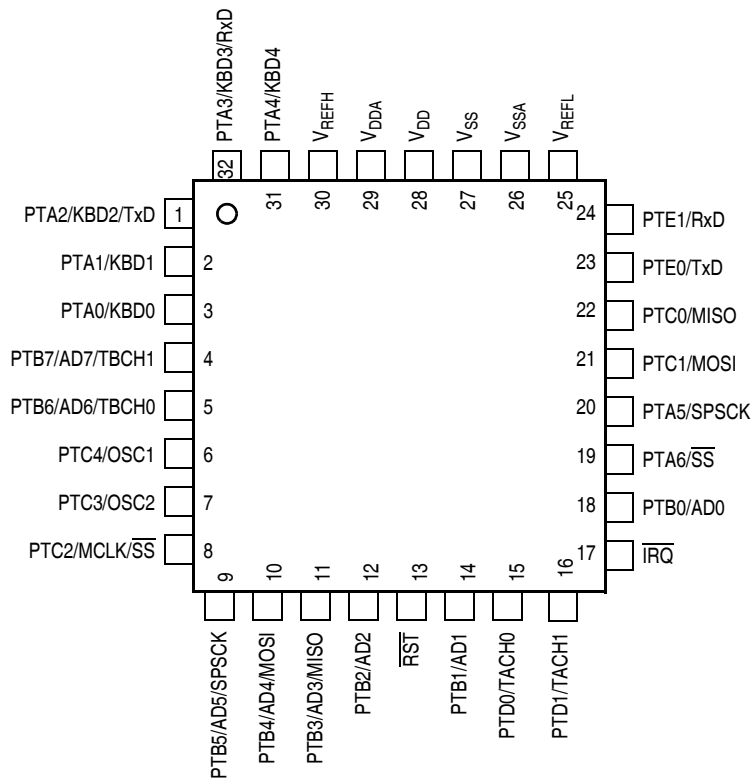 PTA3/KBD3/RxD
PTA4/KBD4
VREFH
VDDA
VDD
VSS
VSSA
VREFL
32
31
30
29
28
27
26
25
PTA2/KBD2/TxD 1
PTA1/KBD1 2
PTA0/KBD0 3
PTB7/AD7/TBCH1 4
PTB6/AD6/TBCH0 5
PTC4/OSC1 6
PTC3/OSC2 7
PTC2/MCLK/S̅S̅ 8
24 PTE1/RxD
23 PTE0/TxD
22 PTC0/MISO
21 PTC1/MOSI
20 PTA5/SPSCK
19 PTA6/S̅S̅
18 PTB0/AD0
17 I̅R̅Q̅
9
10
11
12
13
14
15
16
PTB5/AD5/SPSCK
PTB4/AD4/MOSI
PTB3/AD3/MISO
PTB2/AD2
R̅S̅T̅
PTB1/AD1
PTD0/TACH0
PTD1/TACH1